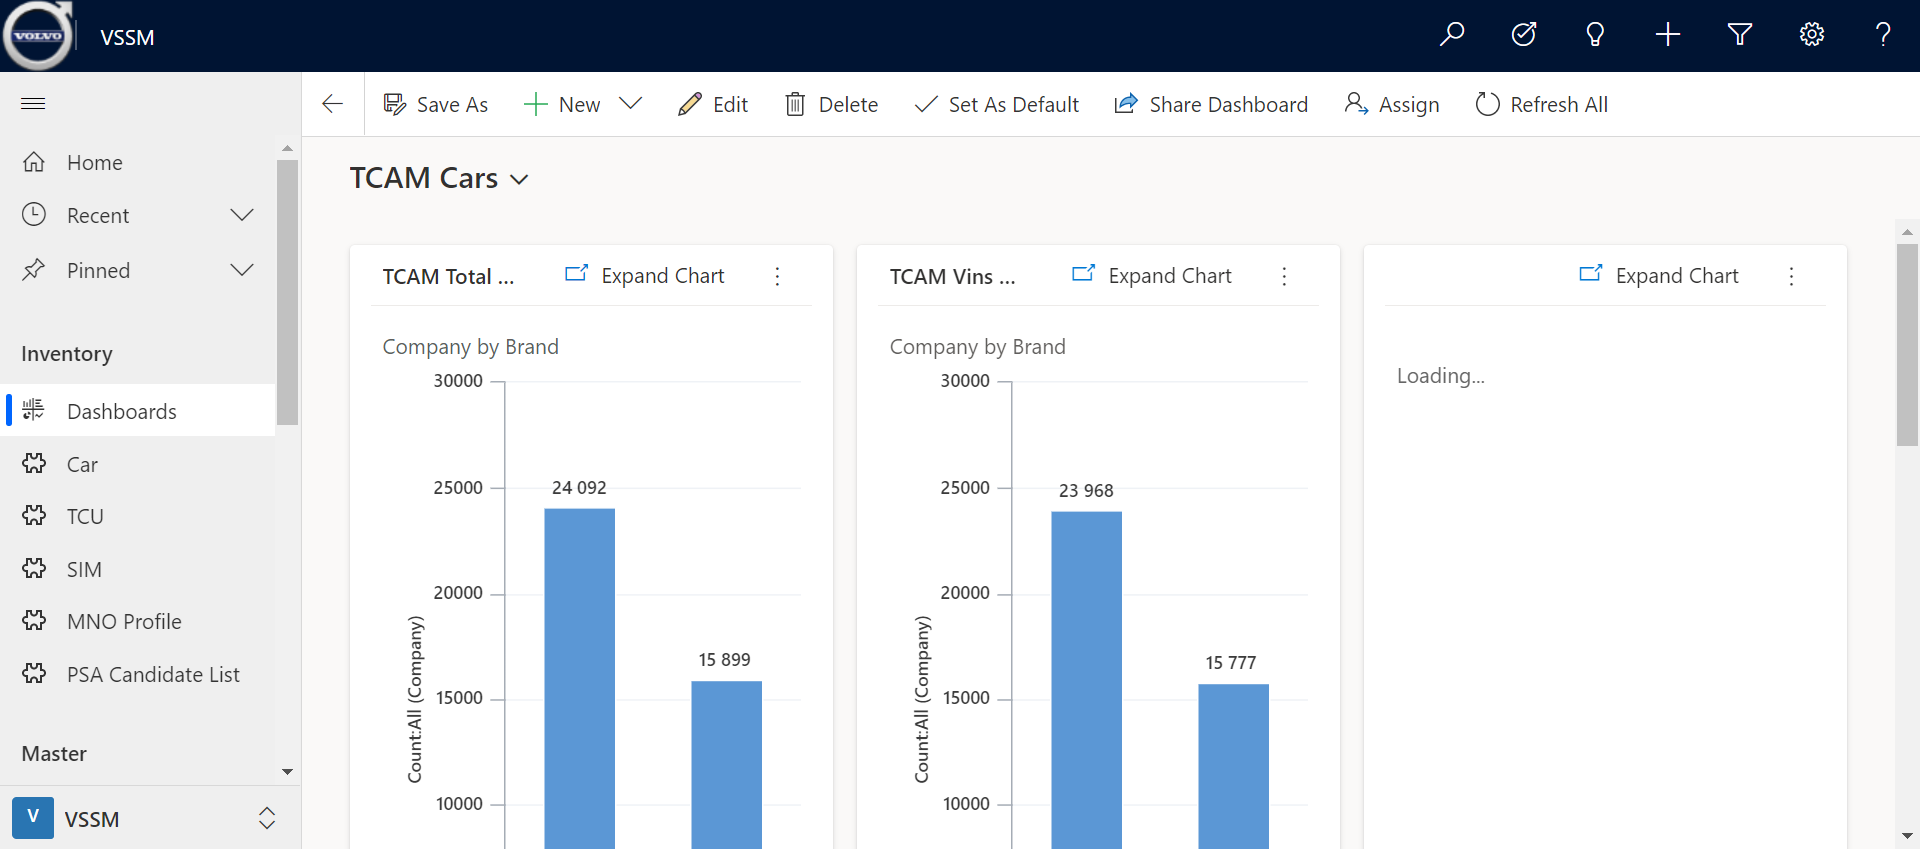 VOLVO
VSSM
Save As
New
Edit
Delete
Set As Default
Share Dashboard
Assign
Refresh All
Home
Recent
Pinned
Inventory
Dashboards
Car
TCU
SIM
MNO Profile
PSA Candidate List
Master
V
VSSM
TCAM Cars
TCAM Total ...
Expand Chart
Company by Brand
30000
25000
20000
15000
10000
Count:All (Company)
24 092
15 899
TCAM Vins ...
Expand Chart
Company by Brand
30000
25000
20000
15000
10000
Count:All (Company)
23 968
15 777
Expand Chart
Loading...